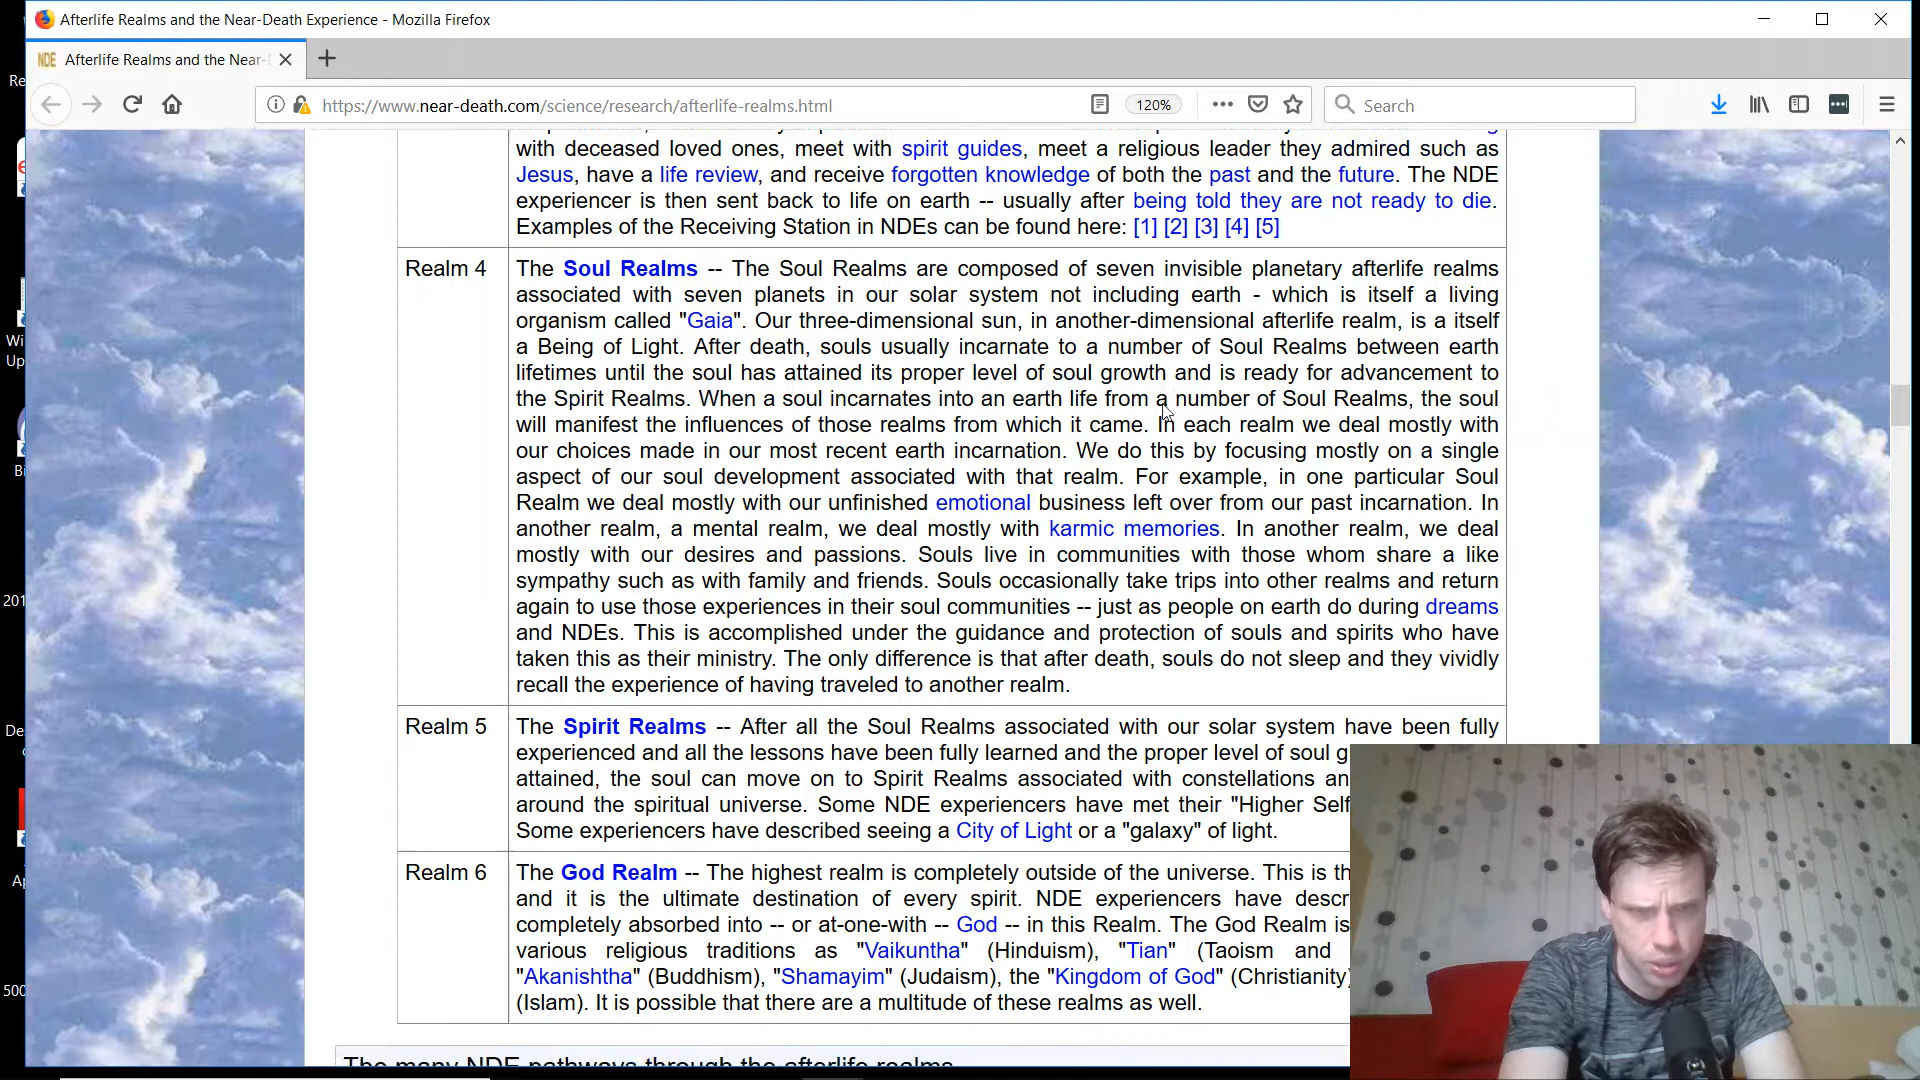 Afterlife Realms and the Near-Death Experience - Mozilla Firefox
NDE Afterlife Realms and the Near-
https://www.near-death.com/science/research/afterlife-realms.html 120% Search
with deceased loved ones, meet with spirit guides, meet a religious leader they admired such as
Jesus, have a life review, and receive forgotten knowledge of both the past and the future. The NDE
experiencer is then sent back to life on earth -- usually after being told they are not ready to die.
Examples of the Receiving Station in NDEs can be found here: [1] [2] [3] [4] [5]
Realm 4
The Soul Realms -- The Soul Realms are composed of seven invisible planetary afterlife realms
associated with seven planets in our solar system not including earth - which is itself a living
organism called "Gaia". Our three-dimensional sun, in another-dimensional afterlife realm, is a itself
a Being of Light. After death, souls usually incarnate to a number of Soul Realms between earth
lifetimes until the soul has attained its proper level of soul growth and is ready for advancement to
the Spirit Realms. When a soul incarnates into an earth life from a number of Soul Realms, the soul
will manifest the influences of those realms from which it came. In each realm we deal mostly with
our choices made in our most recent earth incarnation. We do this by focusing mostly on a single
aspect of our soul development associated with that realm. For example, in one particular Soul
Realm we deal mostly with our unfinished emotional business left over from our past incarnation. In
another realm, a mental realm, we deal mostly with karmic memories. In another realm, we deal
mostly with our desires and passions. Souls live in communities with those whom share a like
sympathy such as with family and friends. Souls occasionally take trips into other realms and return
again to use those experiences in their soul communities -- just as people on earth do during dreams
and NDEs. This is accomplished under the guidance and protection of souls and spirits who have
taken this as their ministry. The only difference is that after death, souls do not sleep and they vividly
recall the experience of having traveled to another realm.
Realm 5
The Spirit Realms -- After all the Soul Realms associated with our solar system have been fully
experienced and all the lessons have been fully learned and the proper level of soul g
attained, the soul can move on to Spirit Realms associated with constellations an
around the spiritual universe. Some NDE experiencers have met their "Higher Self
Some experiencers have described seeing a City of Light or a "galaxy" of light.
Realm 6
The God Realm -- The highest realm is completely outside of the universe. This is th
and it is the ultimate destination of every spirit. NDE experiencers have descr
completely absorbed into -- or at-one-with -- God -- in this Realm. The God Realm is
various religious traditions as "Vaikuntha" (Hinduism), "Tian" (Taoism and
"Akanishtha" (Buddhism), "Shamayim" (Judaism), the "Kingdom of God" (Christianity)
(Islam). It is possible that there are a multitude of these realms as well.
The many NDE pathways through the afterlife realms